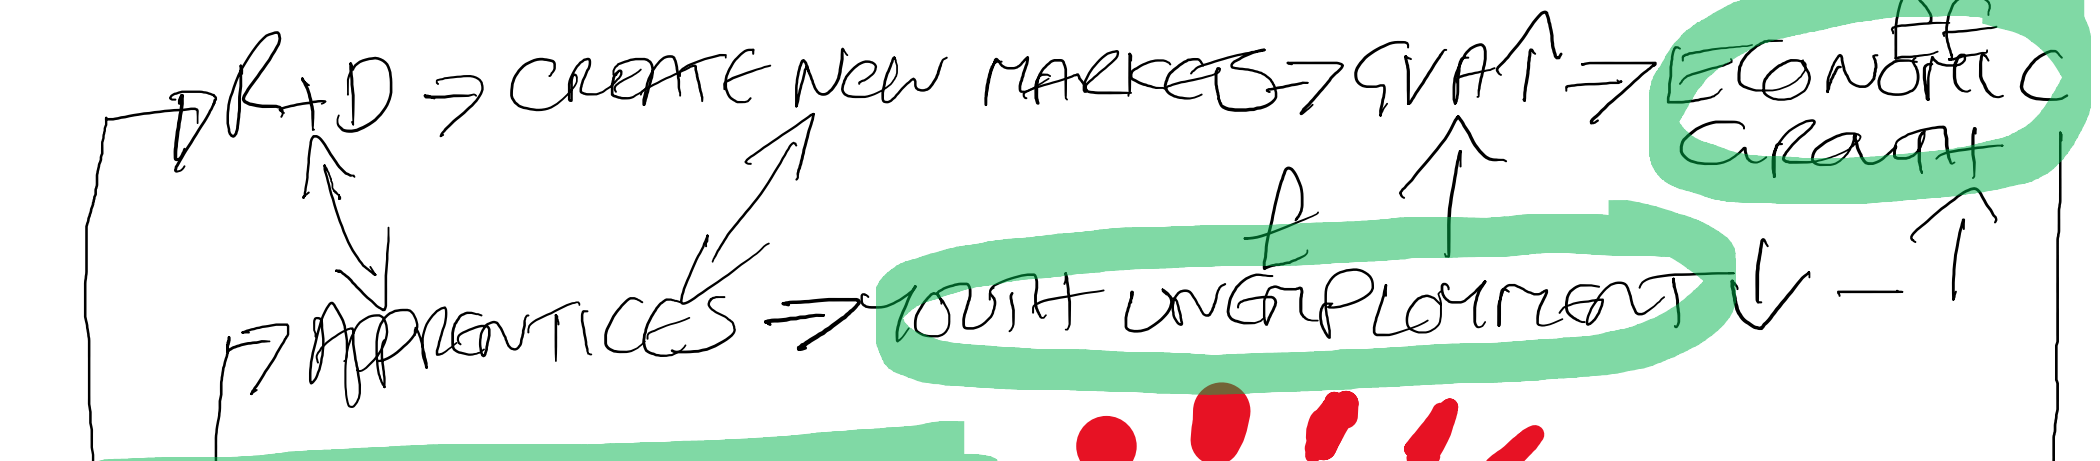 ££
R+D ⇒ CREATE NEW MARKETS ⇒ GVA↑ ⇒ ECONOMIC
GROWTH
£
⇒ APPRENTICES ⇒ YOUTH UNEMPLOYMENT ↓ — ↑